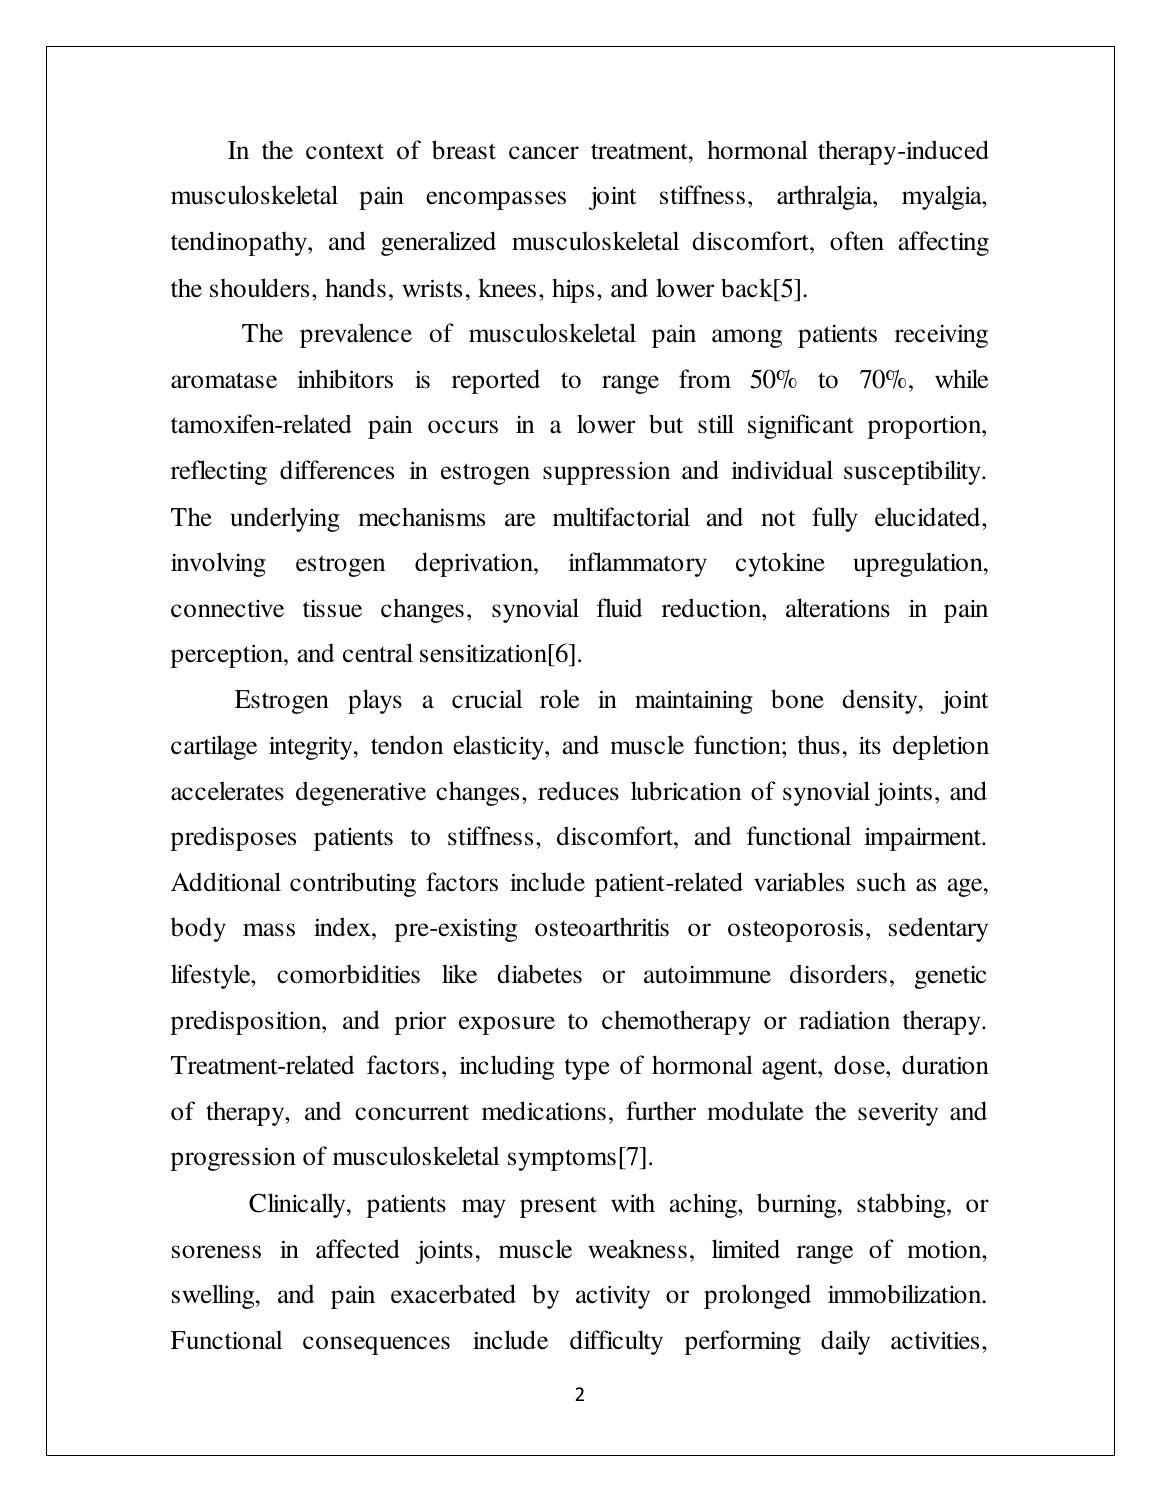 In the context of breast cancer treatment, hormonal therapy-induced
musculoskeletal pain encompasses joint stiffness, arthralgia, myalgia,
tendinopathy, and generalized musculoskeletal discomfort, often affecting
the shoulders, hands, wrists, knees, hips, and lower back[5].
The prevalence of musculoskeletal pain among patients receiving
aromatase inhibitors is reported to range from 50% to 70%, while
tamoxifen-related pain occurs in a lower but still significant proportion,
reflecting differences in estrogen suppression and individual susceptibility.
The underlying mechanisms are multifactorial and not fully elucidated,
involving estrogen deprivation, inflammatory cytokine upregulation,
connective tissue changes, synovial fluid reduction, alterations in pain
perception, and central sensitization[6].
Estrogen plays a crucial role in maintaining bone density, joint
cartilage integrity, tendon elasticity, and muscle function; thus, its depletion
accelerates degenerative changes, reduces lubrication of synovial joints, and
predisposes patients to stiffness, discomfort, and functional impairment.
Additional contributing factors include patient-related variables such as age,
body mass index, pre-existing osteoarthritis or osteoporosis, sedentary
lifestyle, comorbidities like diabetes or autoimmune disorders, genetic
predisposition, and prior exposure to chemotherapy or radiation therapy.
Treatment-related factors, including type of hormonal agent, dose, duration
of therapy, and concurrent medications, further modulate the severity and
progression of musculoskeletal symptoms[7].
Clinically, patients may present with aching, burning, stabbing, or
soreness in affected joints, muscle weakness, limited range of motion,
swelling, and pain exacerbated by activity or prolonged immobilization.
Functional consequences include difficulty performing daily activities,
2